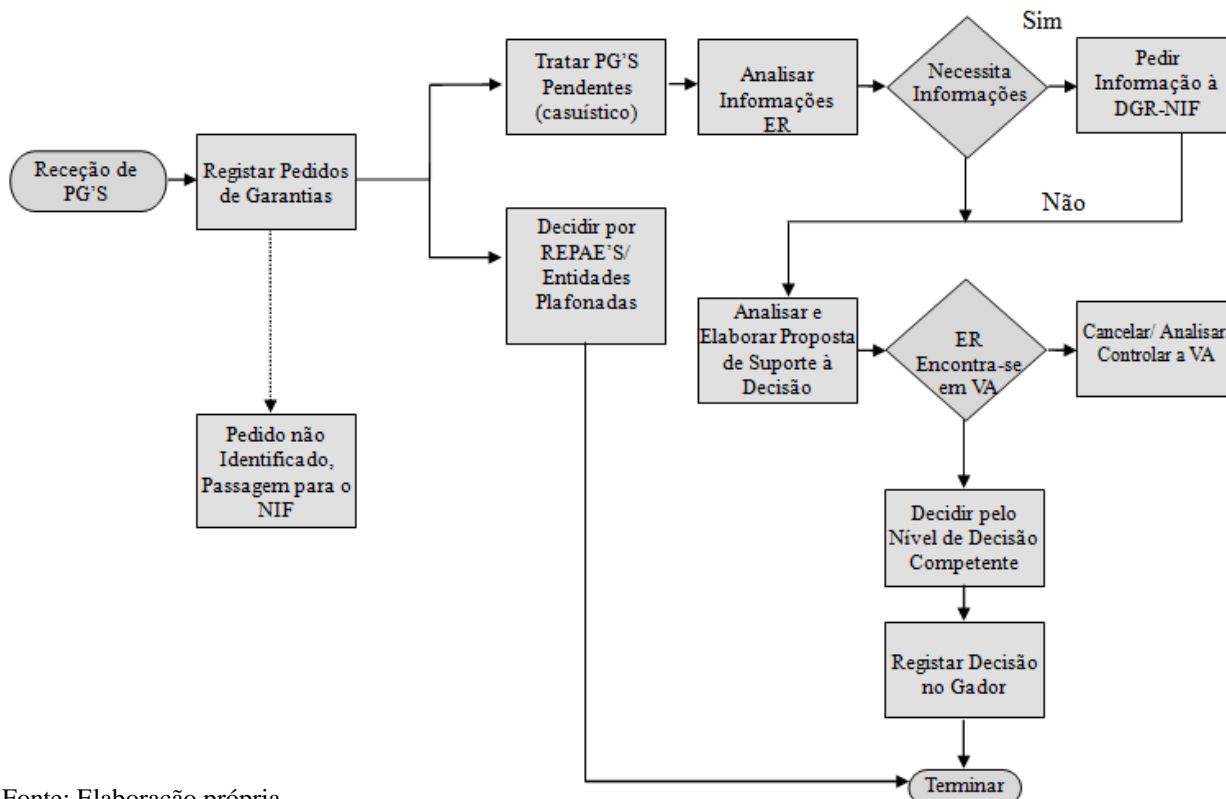 Receção de
PG'S
Registar Pedidos
de Garantias
Pedido não
Identificado,
Passagem para o
NIF
Tratar PG'S
Pendentes
(casuístico)
Analisar
Informações
ER
Necessita
Informações
Sim
Pedir
Informação à
DGR-NIF
Não
Decidir por
REPAE'S/
Entidades
Plafonadas
Analisar e
Elaborar Proposta
de Suporte à
Decisão
ER
Encontra-se
em VA
Cancelar/ Analisar
Controlar a VA
Decidir pelo
Nível de Decisão
Competente
Registar Decisão
no Gador
Terminar
Fonte: Elaboração própria